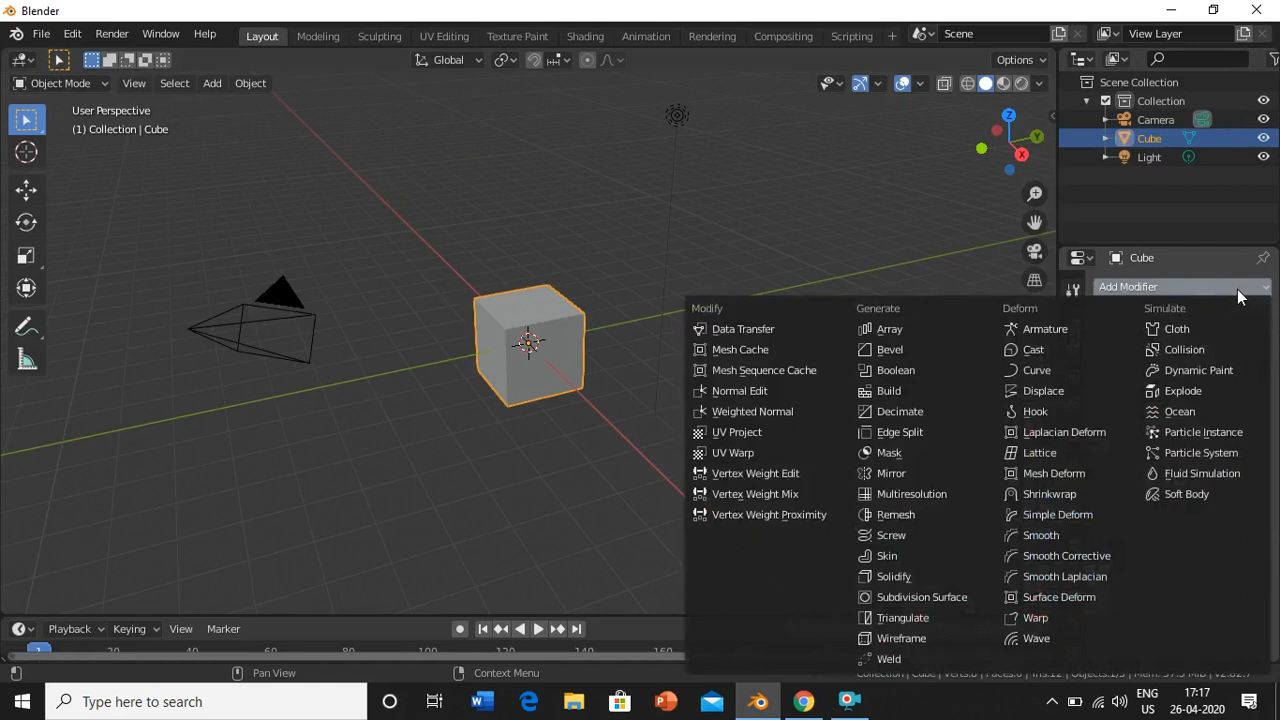 Blender
File Edit Render Window Help Layout Modeling Sculpting UV Editing Texture Paint Shading Animation Rendering Compositing Scripting + Scene View Layer
Global Options
Object Mode View Select Add Object
User Perspective
(1) Collection | Cube
Z
Y
X
Scene Collection
Collection
Camera
Cube
Light
Cube
Add Modifier
Modify Generate Deform Simulate
Data Transfer Array Armature Cloth
Mesh Cache Bevel Cast Collision
Mesh Sequence Cache Boolean Curve Dynamic Paint
Normal Edit Build Displace Explode
Weighted Normal Decimate Hook Ocean
UV Project Edge Split Laplacian Deform Particle Instance
UV Warp Mask Lattice Particle System
Vertex Weight Edit Mirror Mesh Deform Fluid Simulation
Vertex Weight Mix Multiresolution Shrinkwrap Soft Body
Vertex Weight Proximity Remesh Simple Deform
Screw Smooth
Skin Smooth Corrective
Solidify Smooth Laplacian
Subdivision Surface Surface Deform
Triangulate Warp
Wireframe Wave
Weld
Playback Keying View Marker
1 20 40 60 80 100 120 140 160
Pan View Context Menu
Type here to search
ENG 17:17
US 26-04-2020